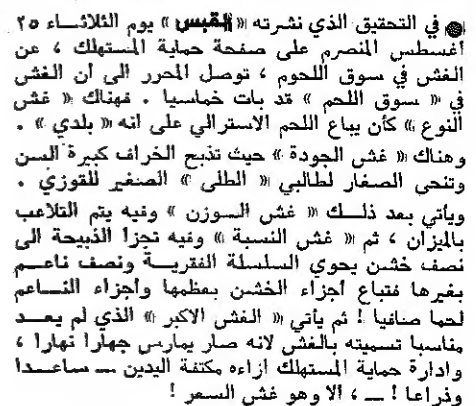 ● في التحقيق الذي نشرته « القبس » يوم الثلاثاء ٢٥
أغسطس المنصرم على صفحة حماية المستهلك ، عن
الغش في سوق اللحوم ، توصل المحرر الى أن الغش
في « سوق اللحم » قد بات خماسيا . فهناك « غش
النوع » كأن يباع اللحم الاسترالي على انه « بلدي » .
وهناك « غش الجودة » حيث تذبح الخراف كبيرة السن
وتنحى الصغار لطالبي « الطلى » الصغير للقوزي .
ويأتي بعد ذلك « غش الوزن » وفيه يتم التلاعب
بالميزان ، ثم « غش النسبة » وفيه تجزأ الذبيحة الى
نصف خشن يحوي السلسلة الفقرية ونصف ناعم
بغيرها فتباع أجزاء الخشن بعظمها وأجزاء الناعم
لحما صافيا ! ثم يأتي « الغش الاكبر » الذي لم يعد
مناسبا تسميته بالغش لانه صار يمارس جهارا نهارا ،
وادارة حماية المستهلك ازاءه مكتفة اليدين ــ ساعدا
وذراعا ! ــ ، الا وهو غش السعر !